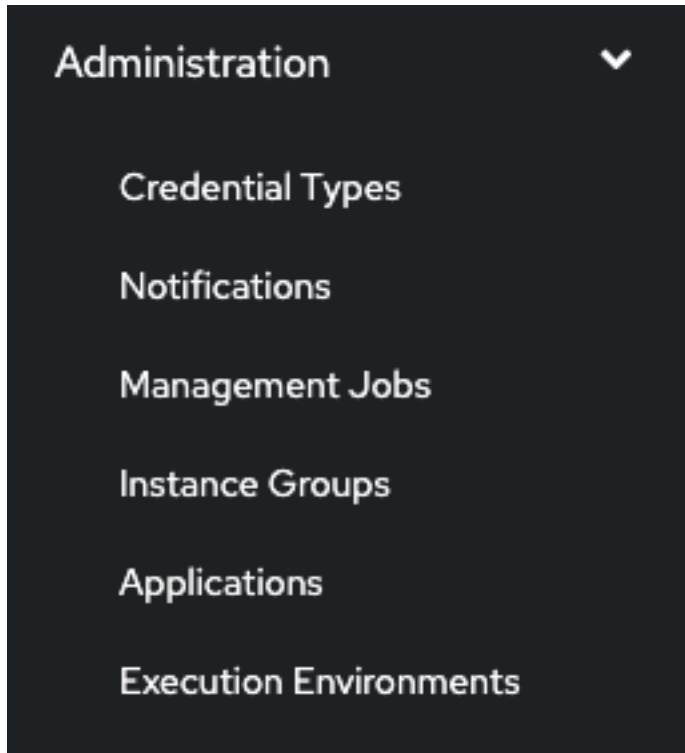 Administration
Credential Types
Notifications
Management Jobs
Instance Groups
Applications
Execution Environments